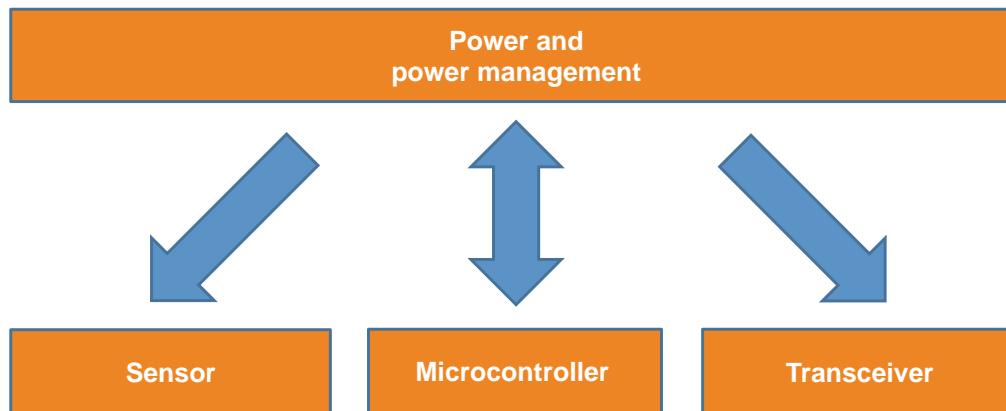 Power and
power management
Sensor
Microcontroller
Transceiver